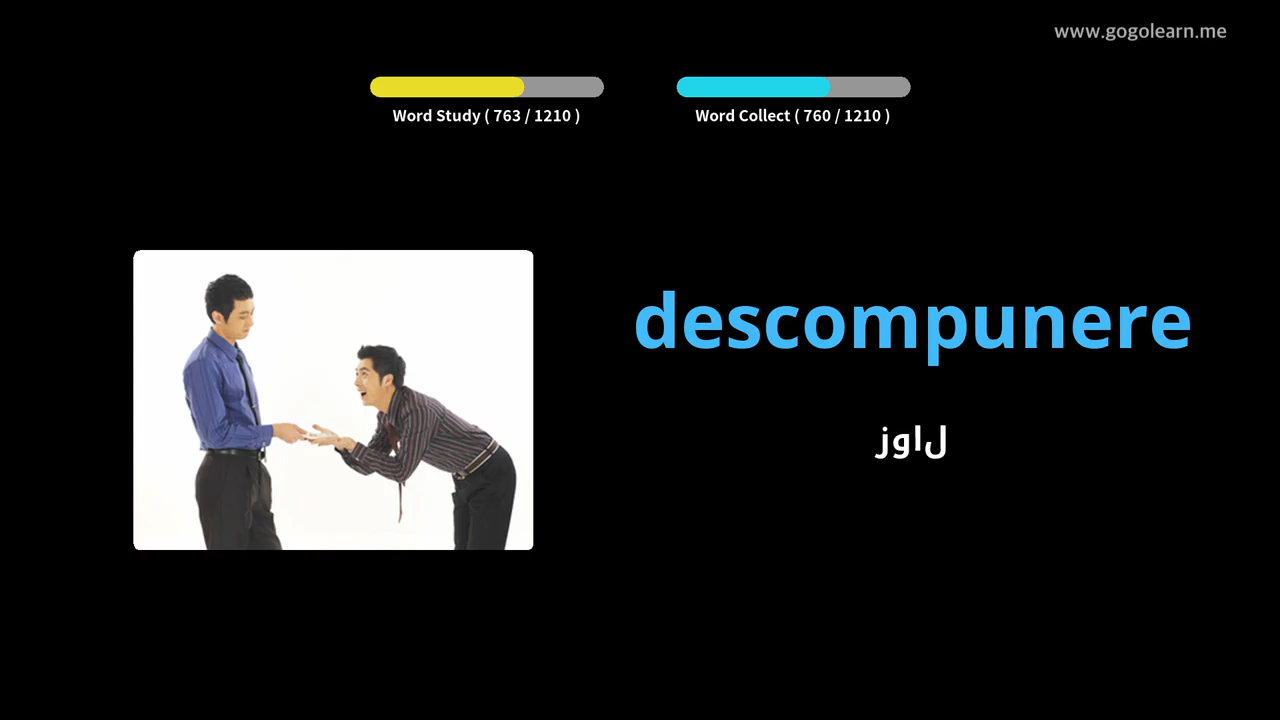 www.gogolearn.me
Word Study ( 763 / 1210 )
Word Collect ( 760 / 1210 )
descompunere
زوال